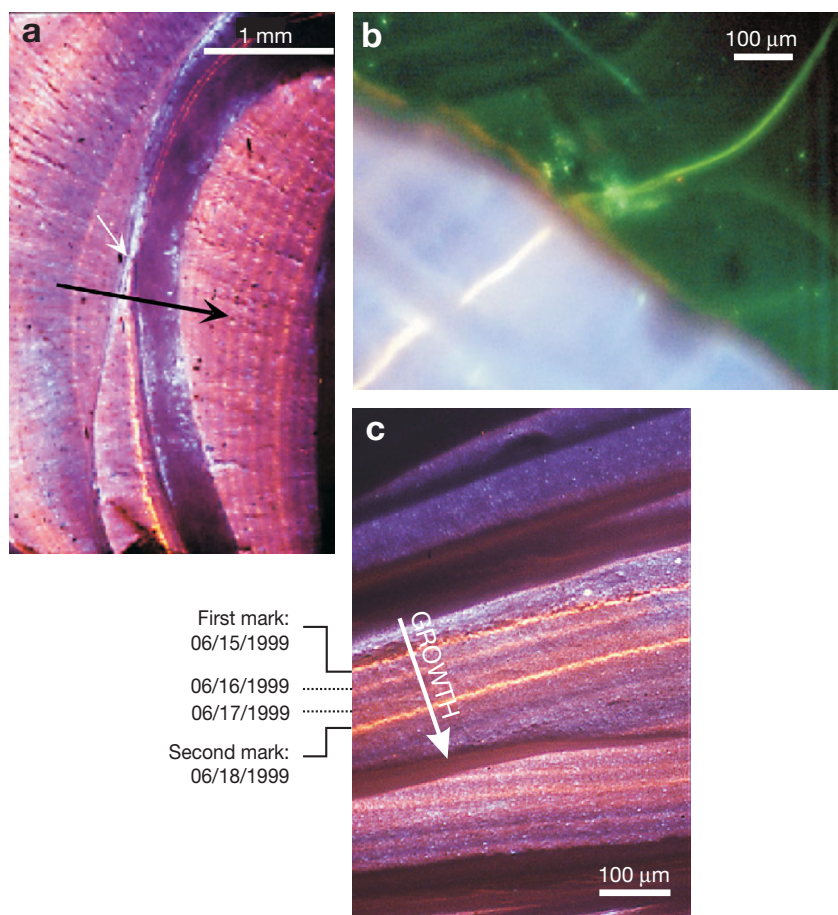 a
1 mm
b
100 µm
c
First mark:
06/15/1999
06/16/1999
06/17/1999
Second mark:
06/18/1999
GROWTH
100 µm